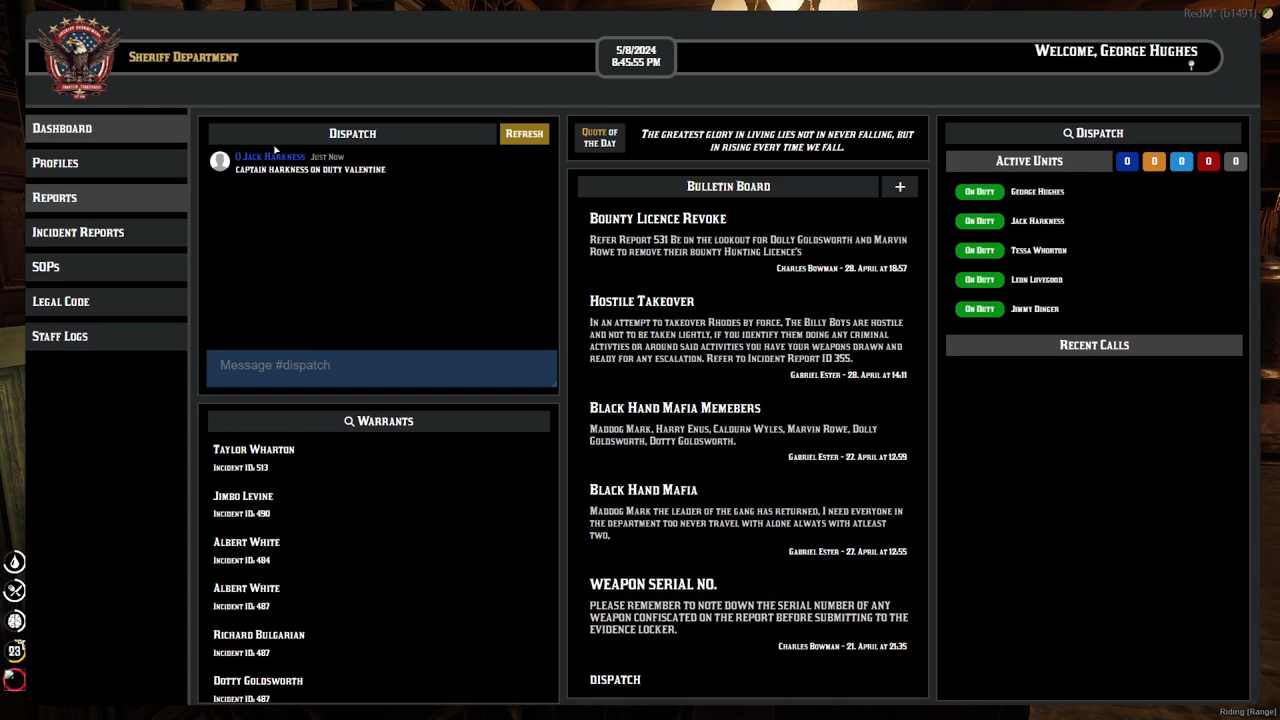 RedM® (b1491)
Sheriff Department
5/8/2024
8:45:55 PM
Welcome, George Hughes
Dashboard
Profiles
Reports
Incident Reports
SOPs
Legal Code
Staff Logs
Dispatch
Refresh
() Jack Harkness Just Now
captain harkness on duty valentine
Message #dispatch
Warrants
Taylor Wharton
Incident ID: 513
Jimbo Levine
Incident ID: 490
Albert White
Incident ID: 484
Albert White
Incident ID: 487
Richard Bulgarian
Incident ID: 487
Dotty Goldsworth
Incident ID: 487
Quote of
the Day
The greatest glory in living lies not in never falling, but
in rising every time we fall.
Bulletin Board
+
Bounty Licence Revoke
Refer Report 531 Be on the lookout for Dolly Goldsworth and Marvin
Rowe to remove their bounty Hunting Licence's
Charles Bowman - 28. April at 18:57
Hostile Takeover
In an attempt to takeover Rhodes by force, The Billy Boys are hostile
and not to be taken lightly, if you identify them doing any criminal
activties or around said activities you have your weapons drawn and
ready for any escalation. Refer to Incident Report ID 355.
Gabriel Ester - 28. April at 14:11
Black Hand Mafia Memebers
Maddog Mark, Harry Enus, Caldurn Wyles, Marvin Rowe, Dolly
Goldsworth, Dotty Goldsworth.
Gabriel Ester - 27. April at 12:59
Black Hand Mafia
Maddog Mark the leader of the gang has returned, I need everyone in
the department too never travel with alone always with atleast
two,
Gabriel Ester - 27. April at 12:55
WEAPON SERIAL NO.
PLEASE REMEMBER TO NOTE DOWN THE SERIAL NUMBER OF ANY
WEAPON CONFISCATED ON THE REPORT BEFORE SUBMITTING TO THE
EVIDENCE LOCKER.
Charles Bowman - 21. April at 21:35
DISPATCH
Dispatch
Active Units
0 0 0 0 0
On Duty George Hughes
On Duty Jack Harkness
On Duty Tessa Whorton
On Duty Leon Lovegood
On Duty Jimmy Dinger
Recent Calls
23°C
Riding [Range]